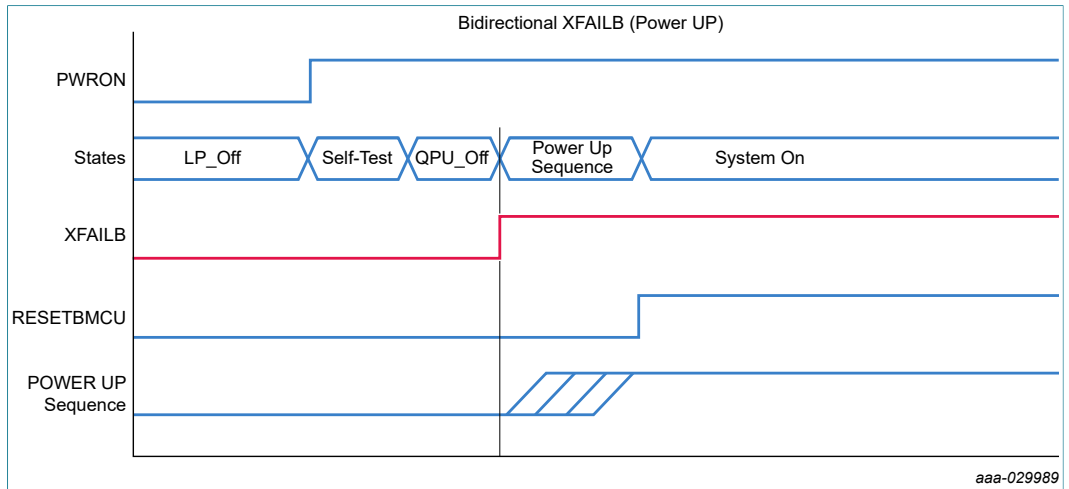 Bidirectional XFAILB (Power UP)
PWRON
States
LP_Off
Self-Test
QPU_Off
Power Up
Sequence
System On
XFAILB
RESETBMCU
POWER UP
Sequence
aaa-029989